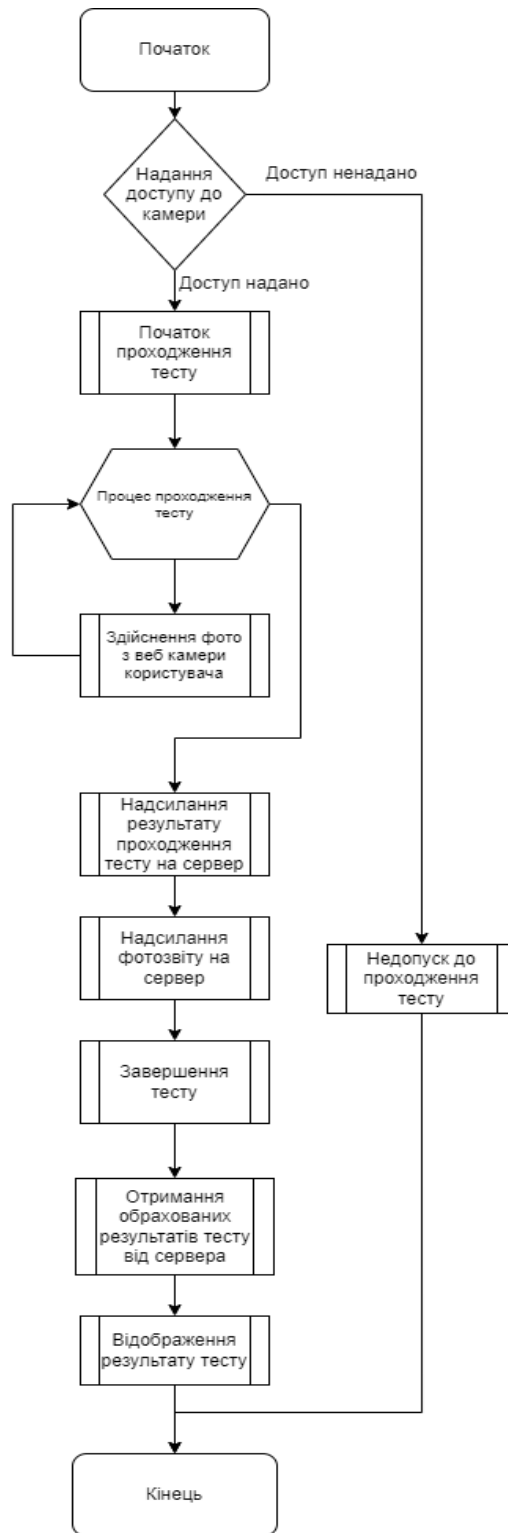 Початок
Надання
доступу до
камери
Доступ ненадано
Доступ надано
Початок
проходження
тесту
Процес проходження
тесту
Здійснення фото
з веб камери
користувача
Надсилання
результату
проходження
тесту на сервер
Надсилання
фотозвіту на
сервер
Недопуск до
проходження
тесту
Завершення
тесту
Отримання
обрахованих
результатів тесту
від сервера
Відображення
результату тесту
Кінець